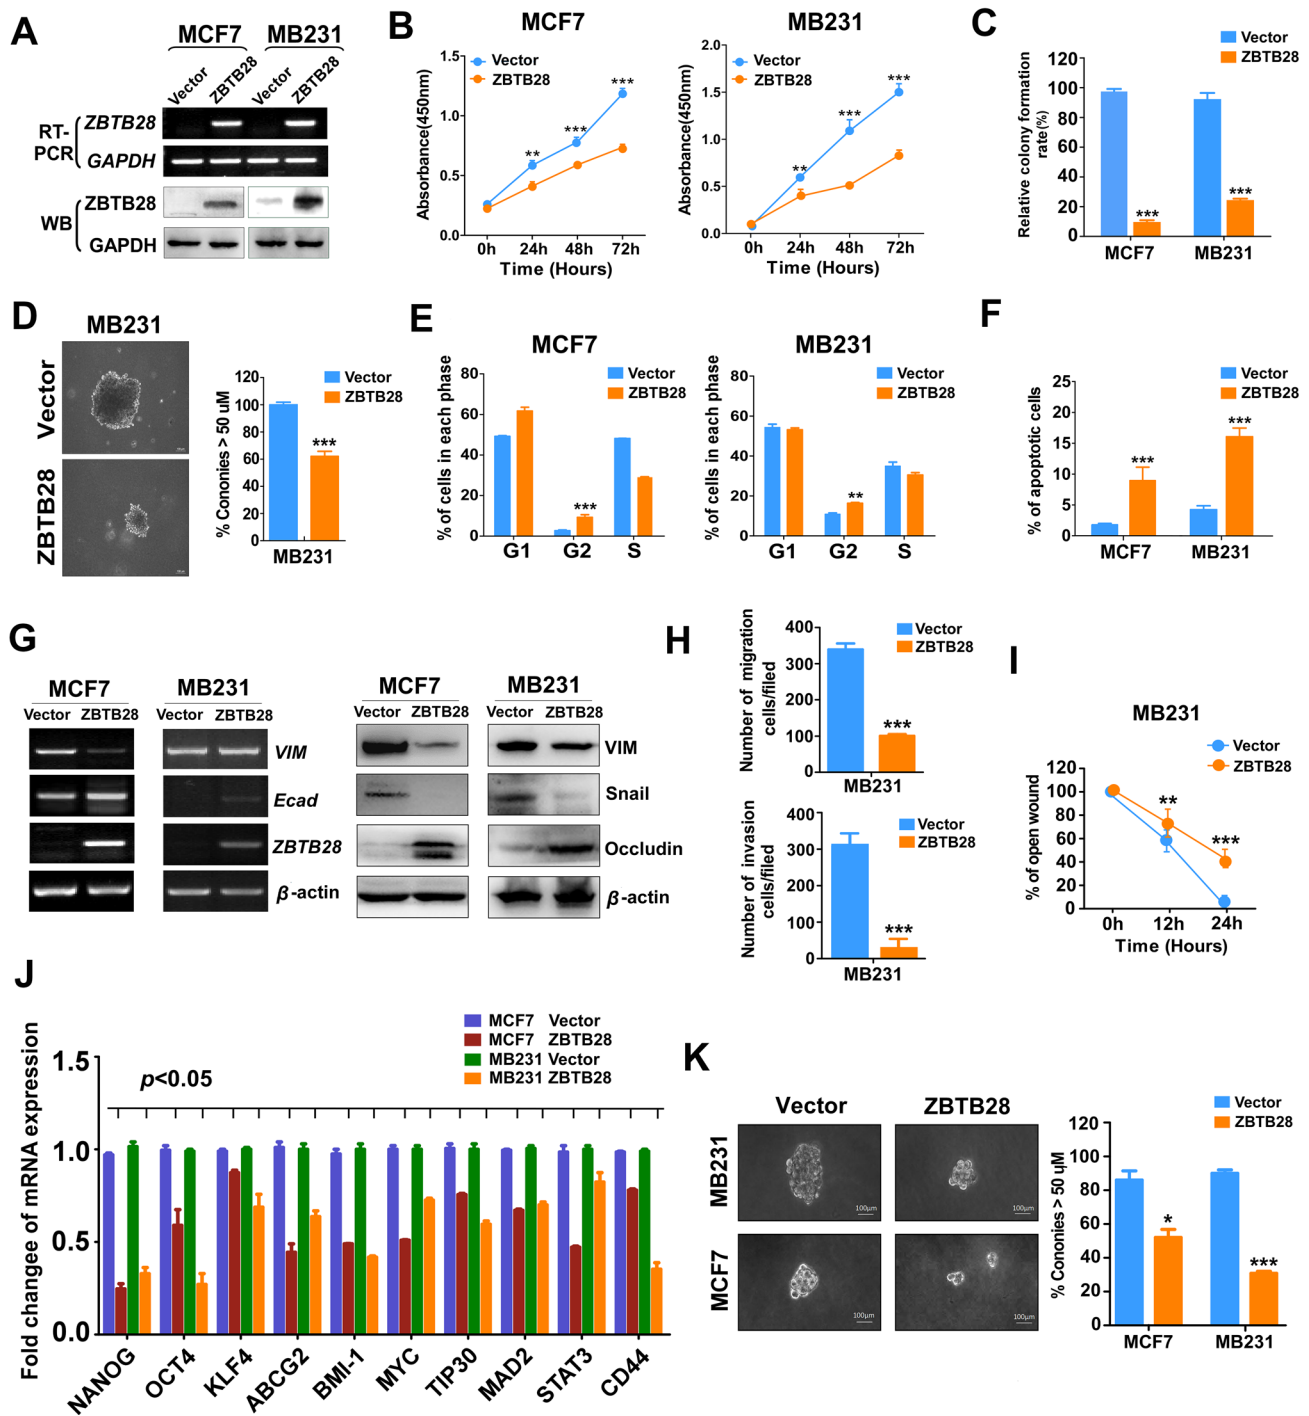 A
MCF7 MB231
Vector ZBTB28 Vector ZBTB28
RT-PCR
ZBTB28
GAPDH
WB
ZBTB28
GAPDH
B
MCF7
Vector
ZBTB28
Absorbance(450nm)
1.5
1.0
0.5
0.0
** *** ***
0h 24h 48h 72h
Time (Hours)
MB231
Vector
ZBTB28
Absorbance(450nm)
2.0
1.5
1.0
0.5
0.0
** *** ***
0h 24h 48h 72h
Time (Hours)
C
Vector
ZBTB28
Relative colony formation
rate(%)
120
100
80
60
40
20
0
*** ***
MCF7 MB231
D
MB231
Vector
ZBTB28
Vector
ZBTB28
% Cononies > 50 uM
120
100
80
60
40
20
0
***
MB231
E
MCF7
Vector
ZBTB28
% of cells in each phase
80
60
40
20
0
***
G1 G2 S
MB231
Vector
ZBTB28
% of cells in each phase
80
60
40
20
0
**
G1 G2 S
F
Vector
ZBTB28
% of apoptotic cells
25
20
15
10
5
0
*** ***
MCF7 MB231
G
MCF7 MB231
Vector ZBTB28 Vector ZBTB28
VIM
Ecad
ZBTB28
β-actin
MCF7 MB231
Vector ZBTB28 Vector ZBTB28
VIM
Snail
Occludin
β-actin
H
Vector
ZBTB28
Number of migration
cells/filed
400
300
200
100
0
***
MB231
Vector
ZBTB28
Number of invasion
cells/filed
400
300
200
100
0
***
MB231
I
MB231
Vector
ZBTB28
% of open wound
120
100
80
60
40
20
0
** ***
0h 12h 24h
Time (Hours)
J
MCF7 Vector
MCF7 ZBTB28
MB231 Vector
MB231 ZBTB28
Fold changee of mRNA expression
1.5
1.0
0.5
0.0
p<0.05
NANOG OCT4 KLF4 ABCG2 BMI-1 MYC TIP30 MAD2 STAT3 CD44
K
Vector ZBTB28
MB231
100μm 100μm
MCF7
100μm 100μm
Vector
ZBTB28
% Cononies > 50 uM
120
100
80
60
40
20
0
* ***
MCF7 MB231